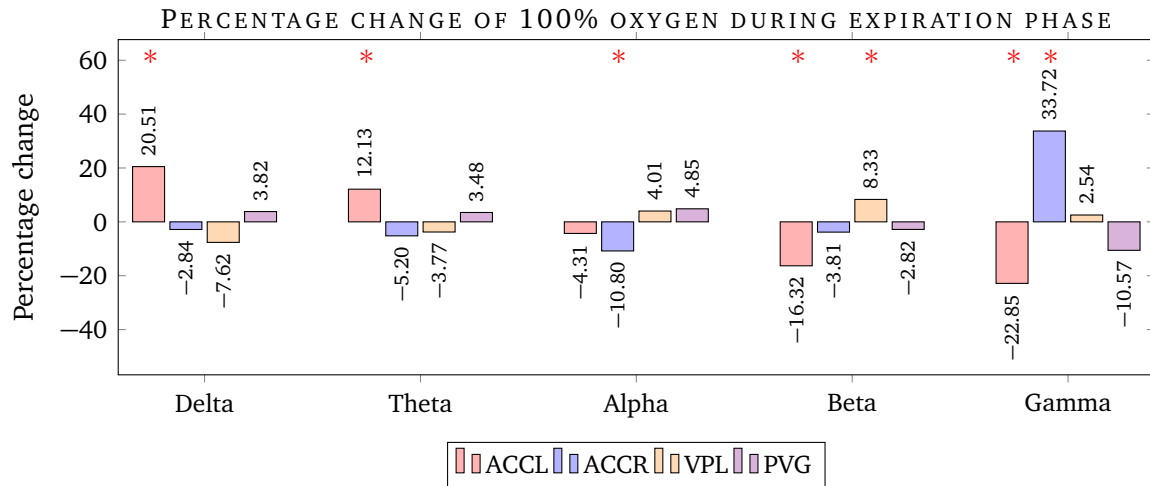 PERCENTAGE CHANGE OF 100% OXYGEN DURING EXPIRATION PHASE
Percentage change
60
40
20
0
−20
−40
* * * * * * *
20.51 −2.84 −7.62 3.82
12.13 −5.20 −3.77 3.48
−4.31 −10.80 4.01 4.85
−16.32 −3.81 8.33 −2.82
−22.85 33.72 2.54 −10.57
Delta Theta Alpha Beta Gamma
ACCL ACCR VPL PVG